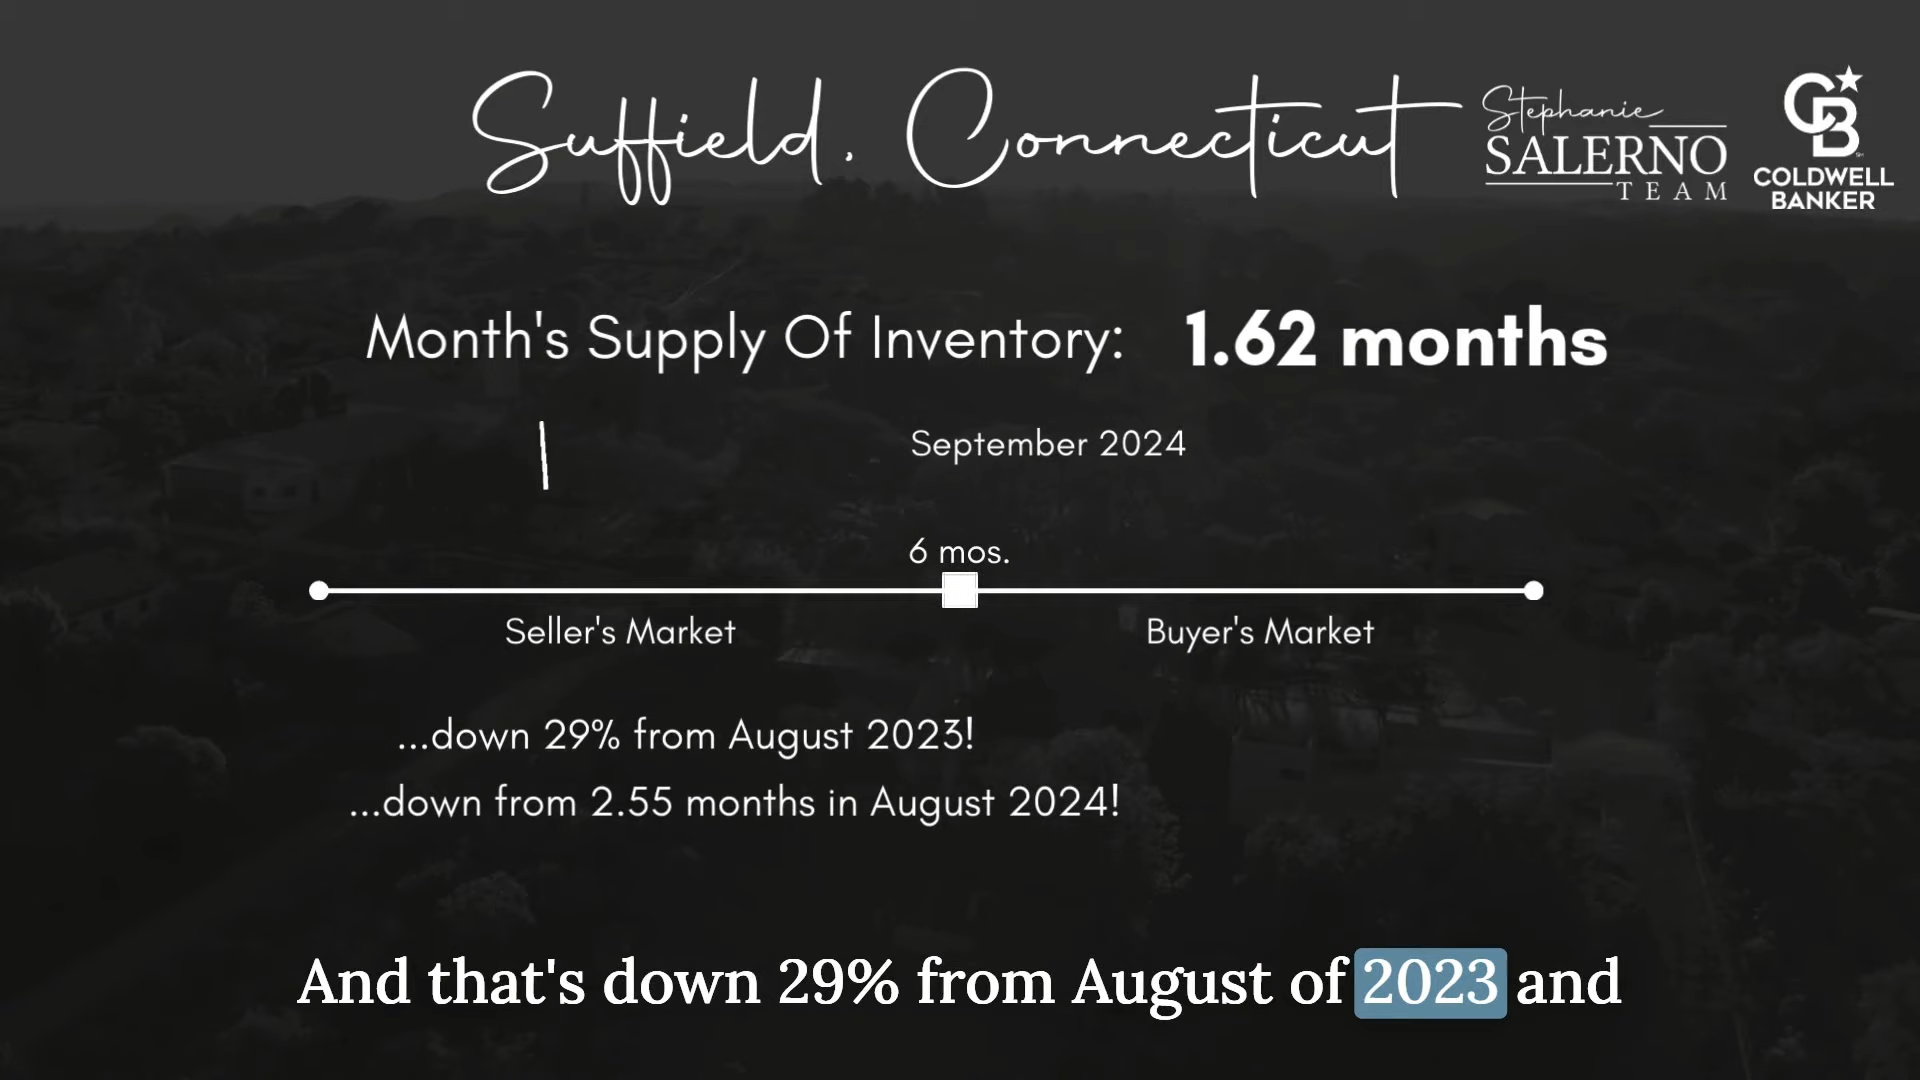 Suffield, Connecticut
Stephanie
SALERNO
TEAM
CB
COLDWELL
BANKER
Month's Supply Of Inventory: 1.62 months
September 2024
6 mos.
Seller's Market Buyer's Market
...down 29% from August 2023!
...down from 2.55 months in August 2024!
And that's down 29% from August of 2023 and